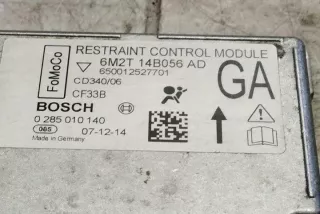 FoMoCo
RESTRAINT CONTROL MODULE
6M2T 14B056 AD
650012527701
CD340/06
CF33B
GA
BOSCH
0 285 010 140
005 07-12-14
Made in Germany